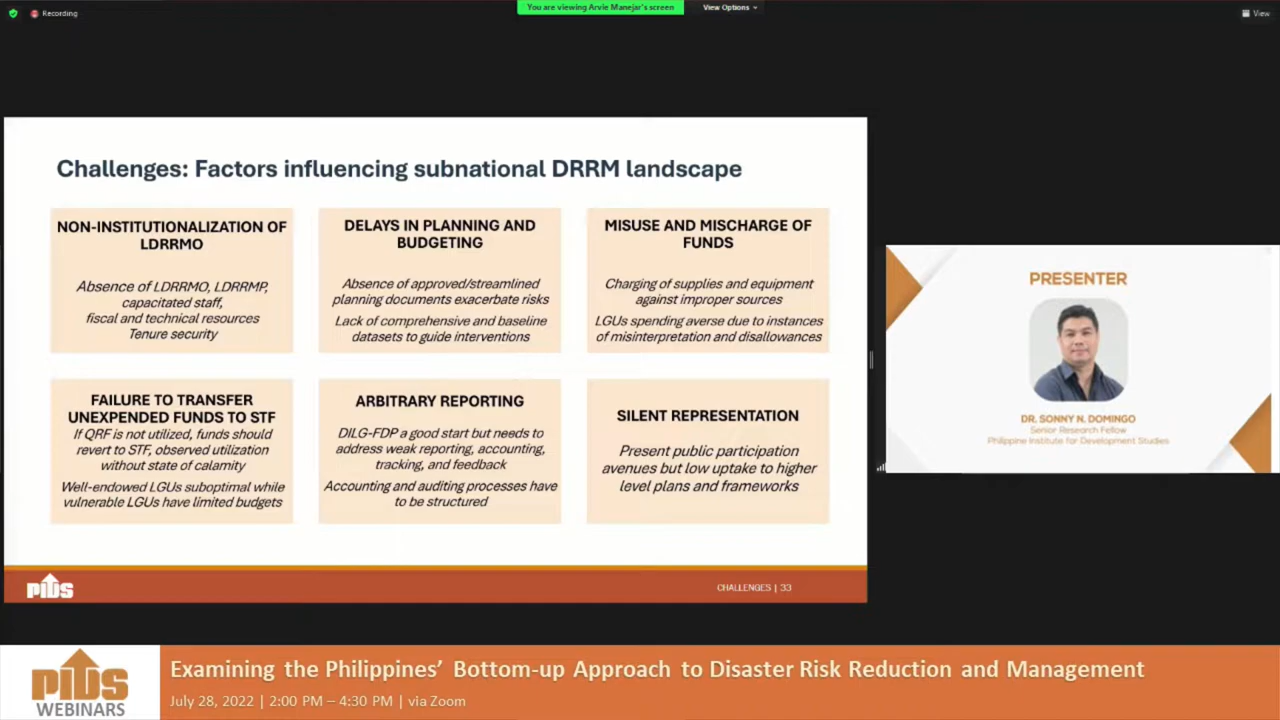 Recording
You are viewing Arvie Manejar's screen
View Options
View
Challenges: Factors influencing subnational DRRM landscape
NON-INSTITUTIONALIZATION OF
LDRRMO
Absence of LDRRMO, LDRRMP,
capacitated staff,
fiscal and technical resources
Tenure security
DELAYS IN PLANNING AND
BUDGETING
Absence of approved/streamlined
planning documents exacerbate risks
Lack of comprehensive and baseline
datasets to guide interventions
MISUSE AND MISCHARGE OF
FUNDS
Charging of supplies and equipment
against improper sources
LGUs spending averse due to instances
of misinterpretation and disallowances
FAILURE TO TRANSFER
UNEXPENDED FUNDS TO STF
If QRF is not utilized, funds should
revert to STF, observed utilization
without state of calamity
Well-endowed LGUs suboptimal while
vulnerable LGUs have limited budgets
ARBITRARY REPORTING
DILG-FDP a good start but needs to
address weak reporting, accounting,
tracking, and feedback
Accounting and auditing processes have
to be structured
SILENT REPRESENTATION
Present public participation
avenues but low uptake to higher
level plans and frameworks
PIDS
CHALLENGES | 33
PRESENTER
DR. SONNY N. DOMINGO
Senior Research Fellow
Philippine Institute for Development Studies
PIDS
WEBINARS
Examining the Philippines' Bottom-up Approach to Disaster Risk Reduction and Management
July 28, 2022 | 2:00 PM – 4:30 PM | via Zoom